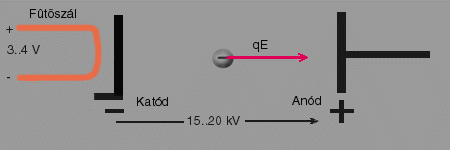 Fűtőszál
+
3..4 V
-
qE
-
Katód
Anód
+
-
15..20 kV